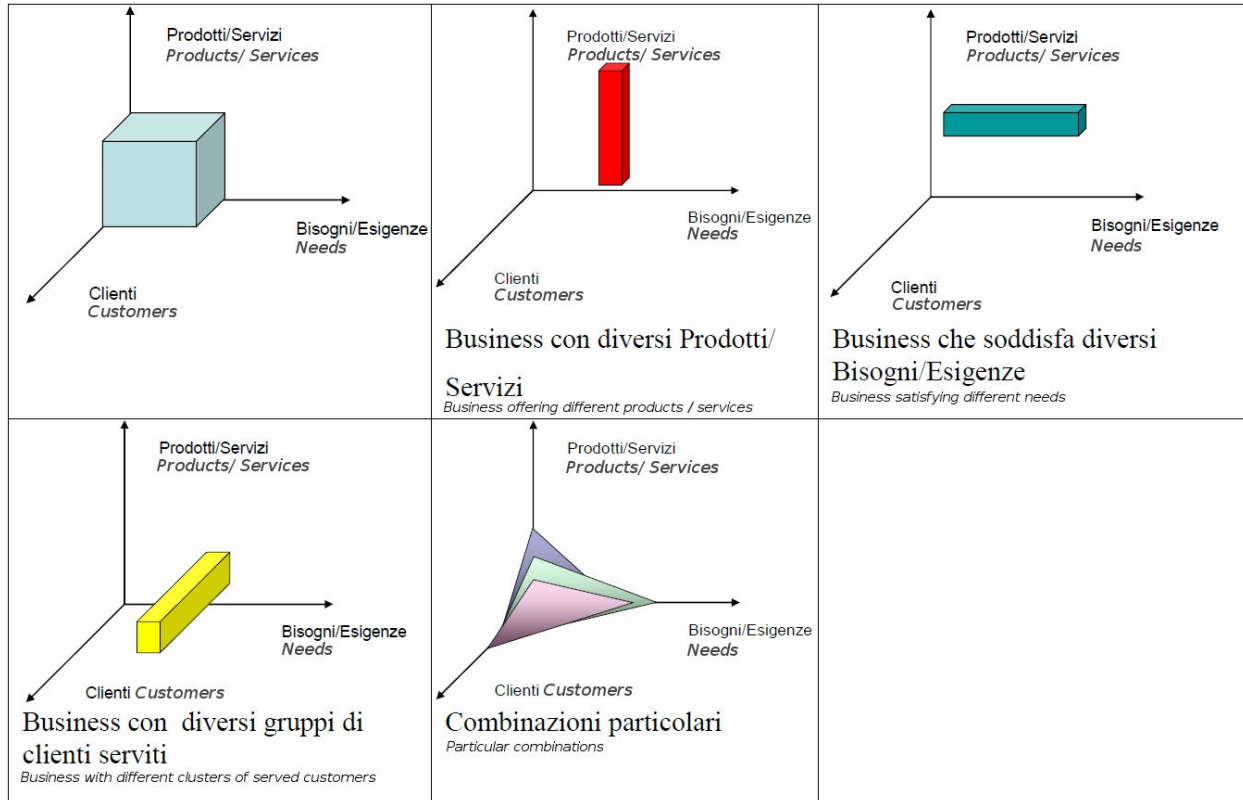 Prodotti/Servizi
Products/ Services
Bisogni/Esigenze
Needs
Clienti
Customers
Prodotti/Servizi
Products/ Services
Bisogni/Esigenze
Needs
Clienti
Customers
Business con diversi Prodotti/
Servizi
Business offering different products / services
Prodotti/Servizi
Products/ Services
Bisogni/Esigenze
Needs
Clienti
Customers
Business che soddisfa diversi
Bisogni/Esigenze
Business satisfying different needs
Prodotti/Servizi
Products/ Services
Bisogni/Esigenze
Needs
Clienti Customers
Business con diversi gruppi di
clienti serviti
Business with different clusters of served customers
Prodotti/Servizi
Products/ Services
Bisogni/Esigenze
Needs
Clienti Customers
Combinazioni particolari
Particular combinations